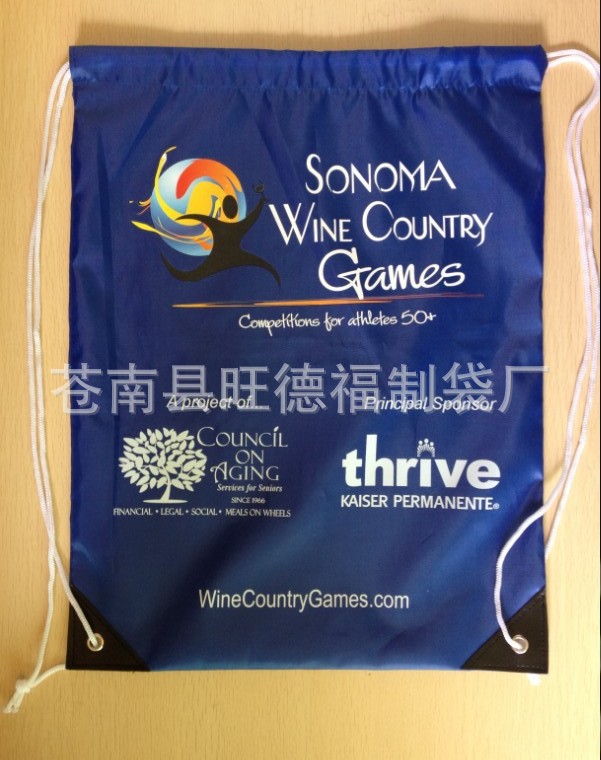 SONOMA
WINE COUNTRY
Games
Competitions for athletes 50+
苍南县旺德福制袋厂
A project of... Principal Sponsor
COUNCIL
ON
AGING
Services for Seniors
SINCE 1966
FINANCIAL • LEGAL • SOCIAL • MEALS ON WHEELS
thrive
KAISER PERMANENTE®
WineCountryGames.com